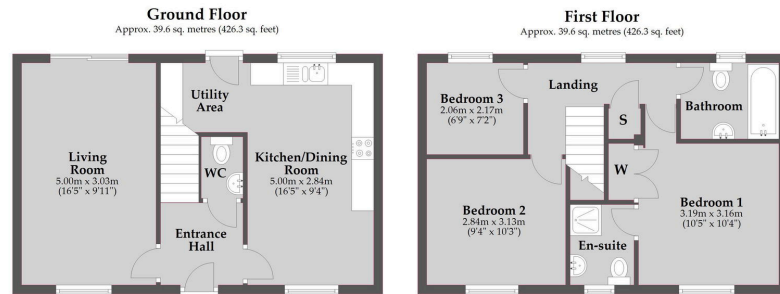 Ground Floor
Approx. 39.6 sq. metres (426.3 sq. feet)
Utility
Area
Living
Room
5.00m x 3.03m
(16'5" x 9'11")
WC
Kitchen/Dining
Room
5.00m x 2.84m
(16'5" x 9'4")
Entrance
Hall
First Floor
Approx. 39.6 sq. metres (426.3 sq. feet)
Landing
Bedroom 3
2.06m x 2.17m
(6'9" x 7'2")
Bathroom
S
W
Bedroom 2
2.84m x 3.13m
(9'4" x 10'3")
Bedroom 1
3.19m x 3.16m
(10'5" x 10'4")
En-suite